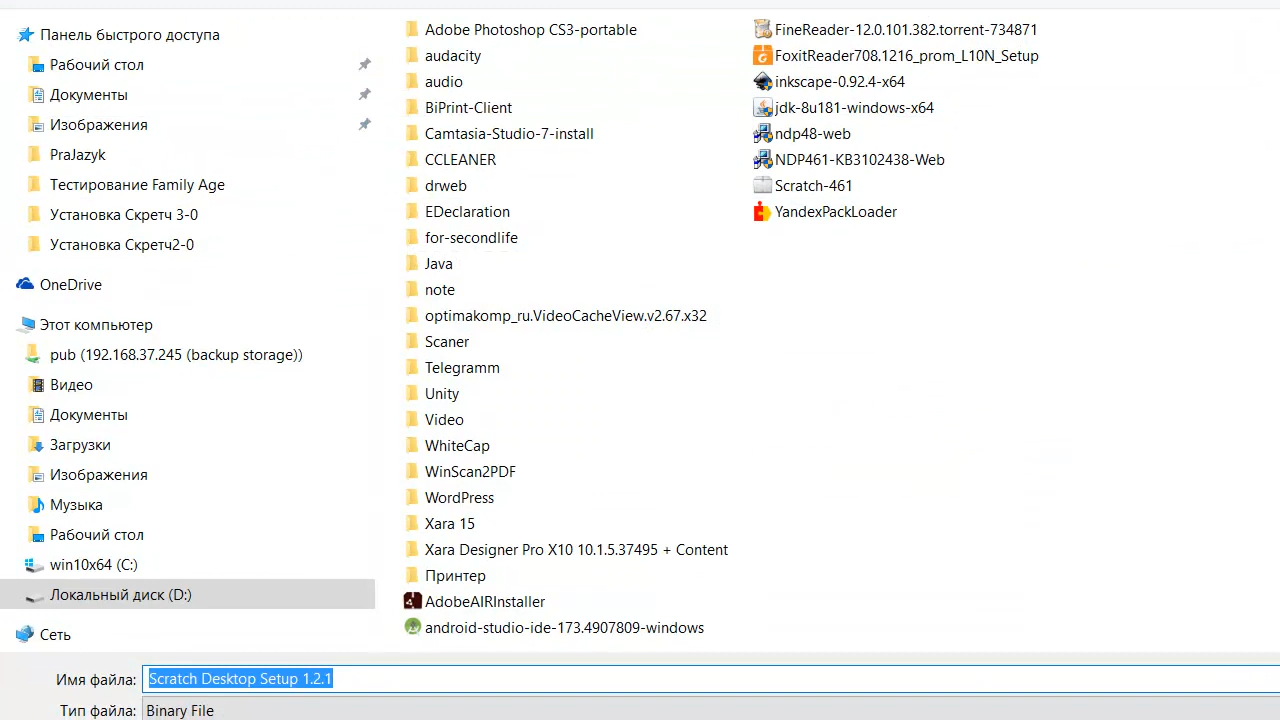 Панель быстрого доступа
Рабочий стол
Документы
Изображения
PraJazyk
Тестирование Family Age
Установка Скретч 3-0
Установка Скретч2-0
OneDrive
Этот компьютер
pub (192.168.37.245 (backup storage))
Видео
Документы
Загрузки
Изображения
Музыка
Рабочий стол
win10x64 (C:)
Локальный диск (D:)
Сеть
Adobe Photoshop CS3-portable
audacity
audio
BiPrint-Client
Camtasia-Studio-7-install
CCLEANER
drweb
EDeclaration
for-secondlife
Java
note
optimakomp_ru.VideoCacheView.v2.67.x32
Scaner
Telegramm
Unity
Video
WhiteCap
WinScan2PDF
WordPress
Xara 15
Xara Designer Pro X10 10.1.5.37495 + Content
Принтер
AdobeAIRInstaller
android-studio-ide-173.4907809-windows
FineReader-12.0.101.382.torrent-734871
FoxitReader708.1216_prom_L10N_Setup
inkscape-0.92.4-x64
jdk-8u181-windows-x64
ndp48-web
NDP461-KB3102438-Web
Scratch-461
YandexPackLoader
Имя файла: Scratch Desktop Setup 1.2.1
Тип файла: Binary File